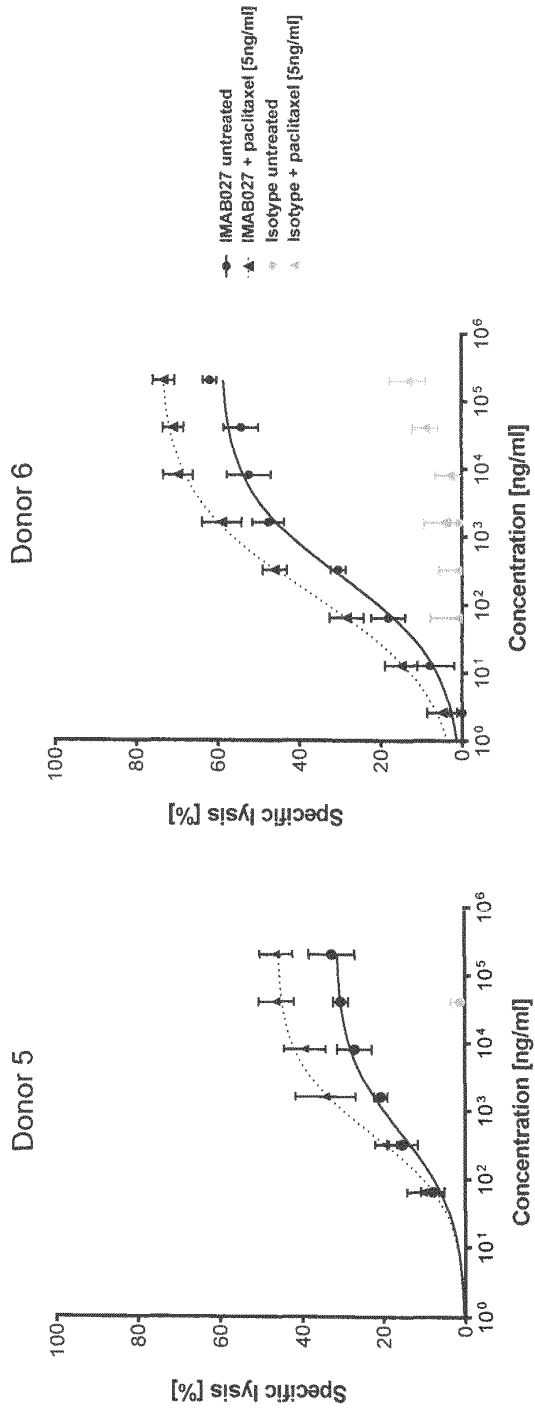 Donor 5
Specific lysis [%]
100
80
60
40
20
0
10⁰
10¹
10²
10³
10⁴
10⁵
10⁶
Concentration [ng/ml]
Donor 6
Specific lysis [%]
100
80
60
40
20
0
10⁰
10¹
10²
10³
10⁴
10⁵
10⁶
Concentration [ng/ml]
IMAB027 untreated
IMAB027 + paclitaxel [5ng/ml]
Isotype untreated
Isotype + paclitaxel [5ng/ml]